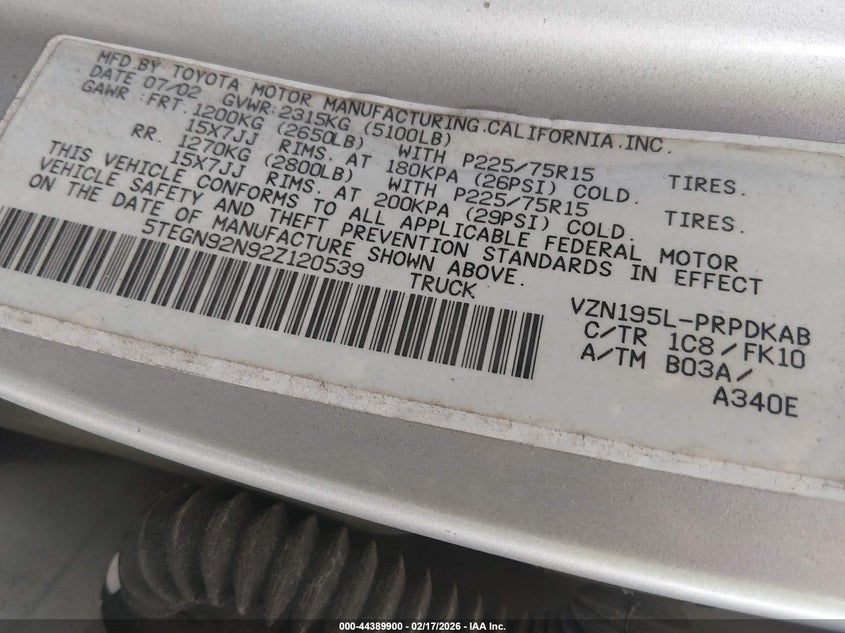 MFD.BY TOYOTA MOTOR MANUFACTURING.CALIFORNIA.INC.
DATE 07/02 GVWR 2315KG (5100LB)
GAWR FRT. 1200KG (2650LB) WITH P225/75R15 TIRES.
15X7JJ RIMS. AT 180KPA (26PSI) COLD.
RR. 1270KG (2800LB) WITH P225/75R15 TIRES.
15X7JJ RIMS. AT 200KPA (29PSI) COLD.
THIS VEHICLE CONFORMS TO ALL APPLICABLE FEDERAL MOTOR
VEHICLE SAFETY AND THEFT PREVENTION STANDARDS IN EFFECT
ON THE DATE OF MANUFACTURE SHOWN ABOVE.
5TEGN92N92Z120539 TRUCK
VZN195L-PRPDKAB
C/TR 1C8/FK10
A/TM B03A/
A340E
000-44389900 - 02/17/2026 - IAA Inc.